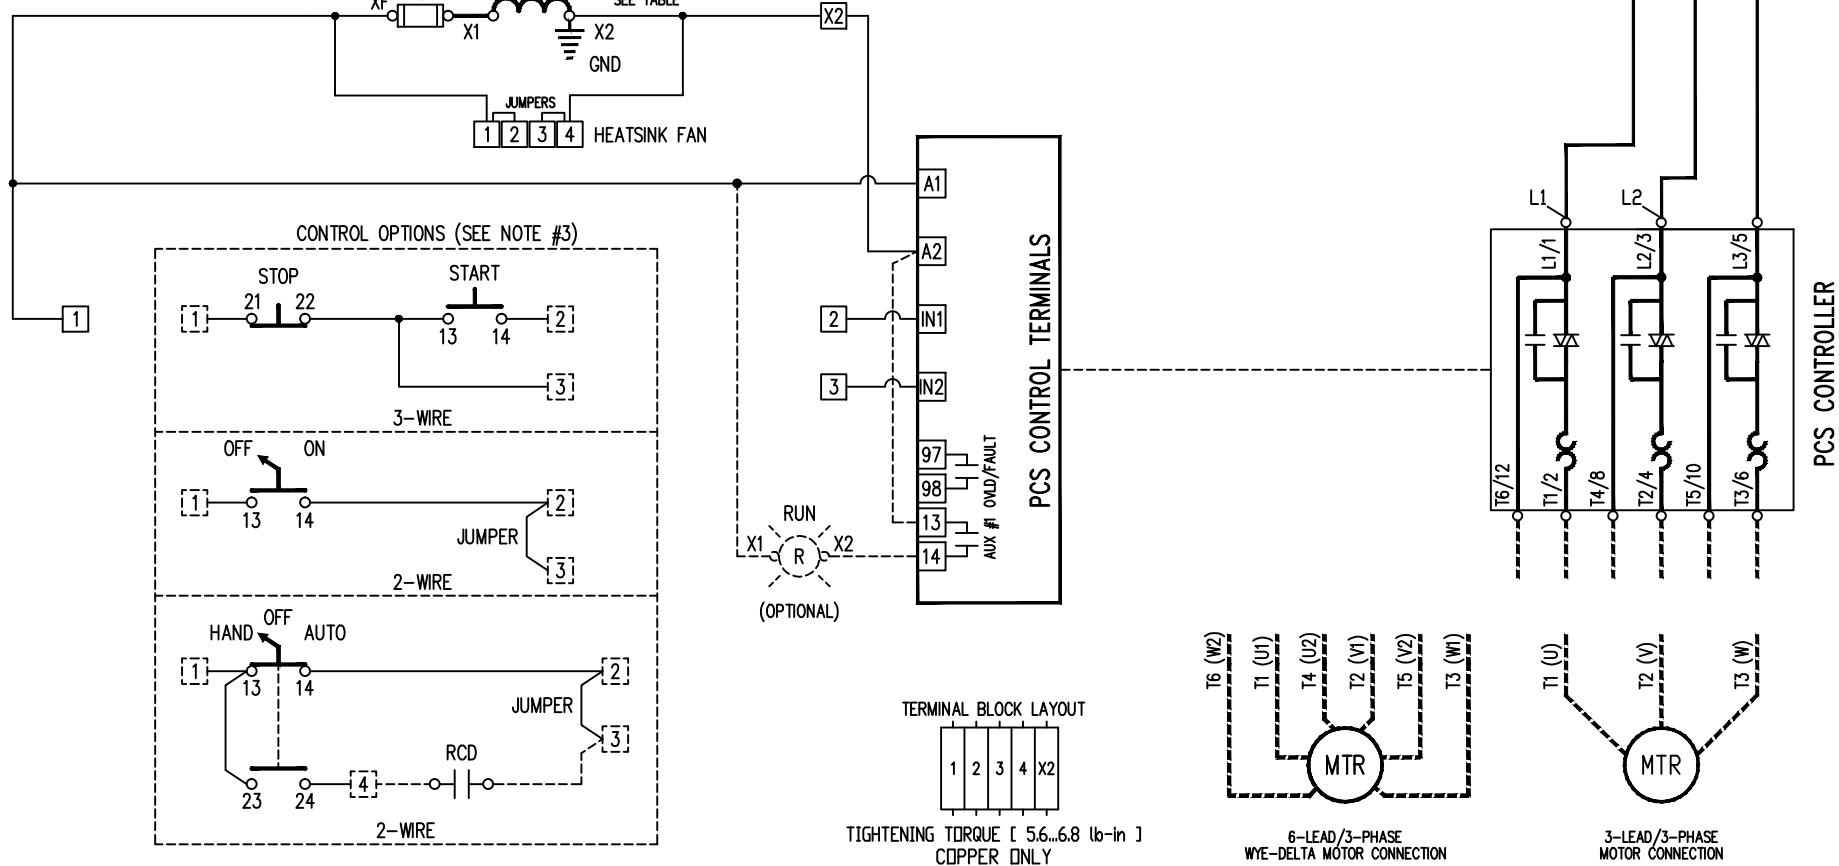 XF
X1
X2
SEE TABLE
X2
GND
JUMPERS
1 2 3 4 HEATSINK FAN
A1
A2
IN1
IN2
97
98
13
14
OVLD/FAULT
AUX #1
PCS CONTROL TERMINALS
1
2
3
CONTROL OPTIONS (SEE NOTE #3)
STOP
START
1
21
22
13
14
2
3
3-WIRE
OFF
ON
1
13
14
2
JUMPER
3
2-WIRE
HAND
OFF
AUTO
1
13
14
2
JUMPER
3
RCD
23
24
4
2-WIRE
RUN
X1
R
X2
(OPTIONAL)
TERMINAL BLOCK LAYOUT
1 2 3 4 X2
TIGHTENING TORQUE [ 5.6...6.8 lb-in ]
COPPER ONLY
L1
L2
L1/1
L2/3
L3/5
T6/12
T1/2
T4/8
T2/4
T5/10
T3/6
PCS CONTROLLER
T6 (W2)
T1 (U1)
T4 (U2)
T2 (V1)
T5 (V2)
T3 (W1)
MTR
6-LEAD/3-PHASE
WYE-DELTA MOTOR CONNECTION
T1 (U)
T2 (V)
T3 (W)
MTR
3-LEAD/3-PHASE
MOTOR CONNECTION